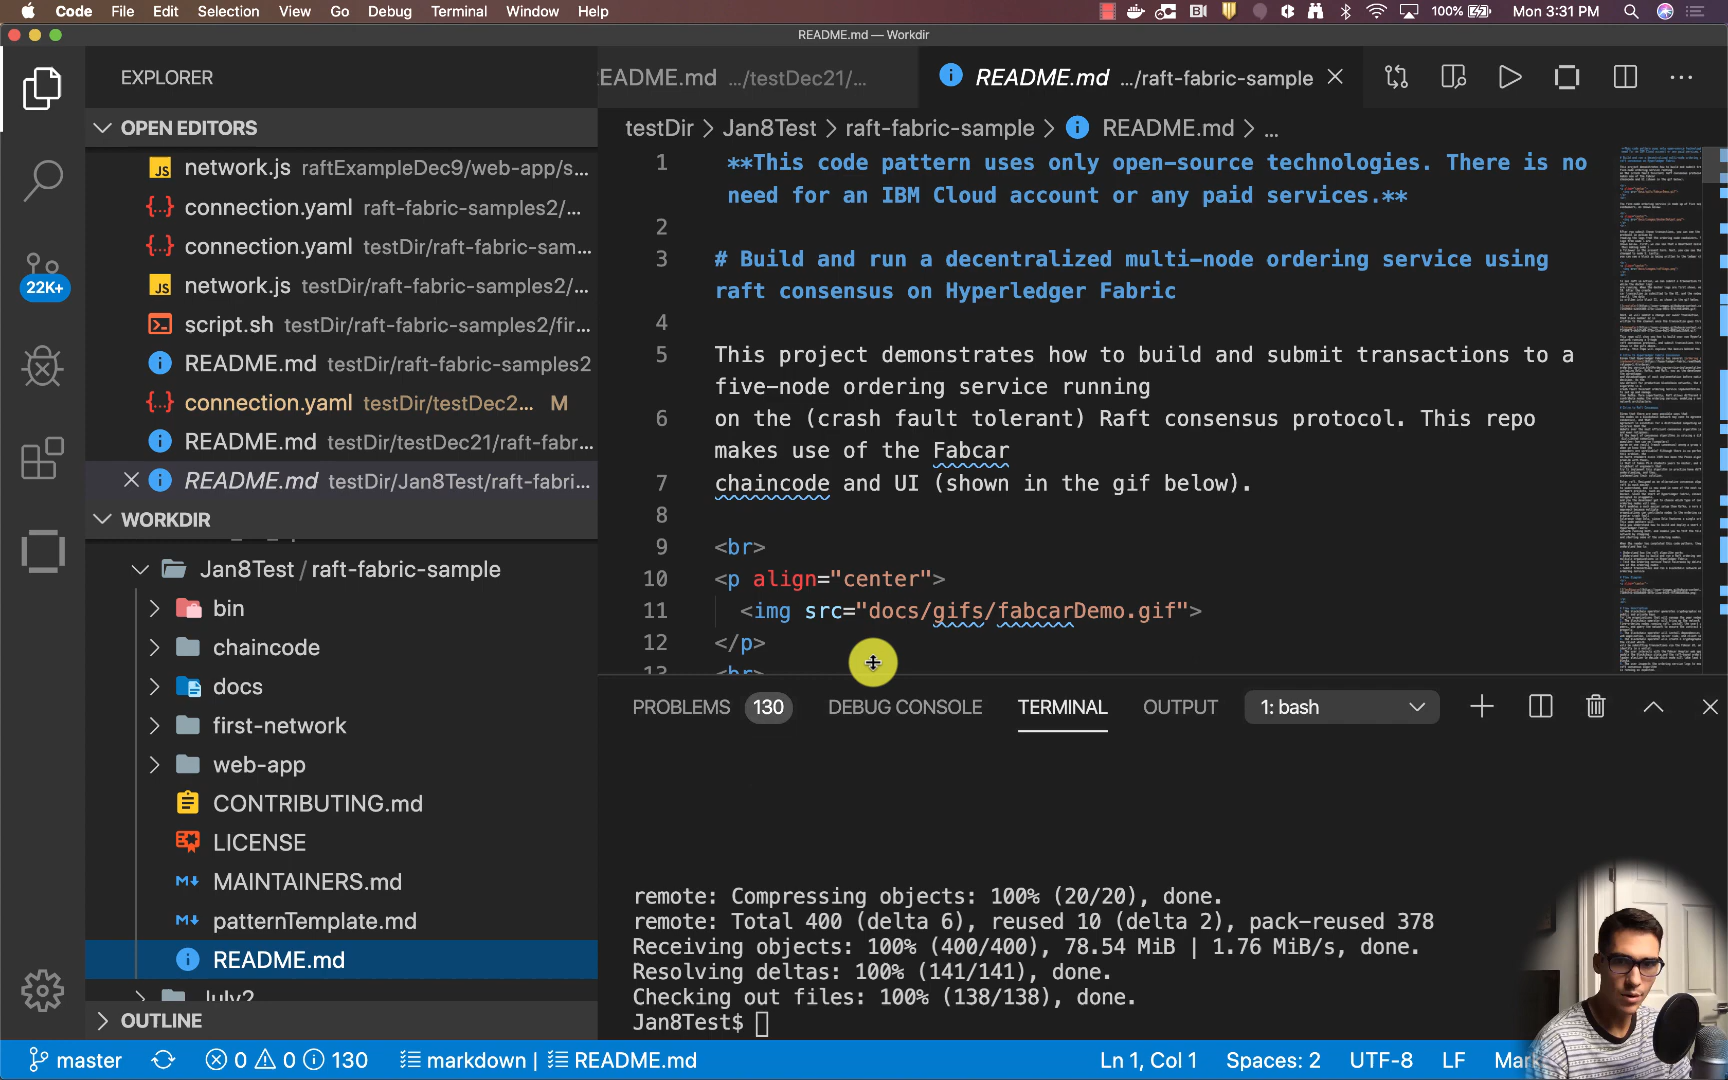 Code File Edit Selection View Go Debug Terminal Window Help 100% Mon 3:31 PM
README.md — Workdir
EXPLORER
EADME.md .../testDec21/...
README.md .../raft-fabric-sample
OPEN EDITORS
testDir > Jan8Test > raft-fabric-sample > README.md > ...
network.js raftExampleDec9/web-app/s...
connection.yaml raft-fabric-samples2/...
connection.yaml testDir/raft-fabric-sam...
network.js testDir/raft-fabric-samples2/...
script.sh testDir/raft-fabric-samples2/fir...
README.md testDir/raft-fabric-samples2
connection.yaml testDir/testDec2... M
README.md testDir/testDec21/raft-fabr...
README.md testDir/Jan8Test/raft-fabri...
22K+
WORKDIR
Jan8Test / raft-fabric-sample
bin
chaincode
docs
first-network
web-app
CONTRIBUTING.md
LICENSE
MAINTAINERS.md
patternTemplate.md
README.md
July2
OUTLINE
1 **This code pattern uses only open-source technologies. There is no
need for an IBM Cloud account or any paid services.**
2
3 # Build and run a decentralized multi-node ordering service using
raft consensus on Hyperledger Fabric
4
5 This project demonstrates how to build and submit transactions to a
five-node ordering service running
6 on the (crash fault tolerant) Raft consensus protocol. This repo
makes use of the Fabcar
7 chaincode and UI (shown in the gif below).
8
9 <br>
10 <p align="center">
11 <img src="docs/gifs/fabcarDemo.gif">
12 </p>
13 <br>
PROBLEMS 130 DEBUG CONSOLE TERMINAL OUTPUT 1: bash
remote: Compressing objects: 100% (20/20), done.
remote: Total 400 (delta 6), reused 10 (delta 2), pack-reused 378
Receiving objects: 100% (400/400), 78.54 MiB | 1.76 MiB/s, done.
Resolving deltas: 100% (141/141), done.
Checking out files: 100% (138/138), done.
Jan8Test$
master 0 0 130 markdown | README.md Ln 1, Col 1 Spaces: 2 UTF-8 LF